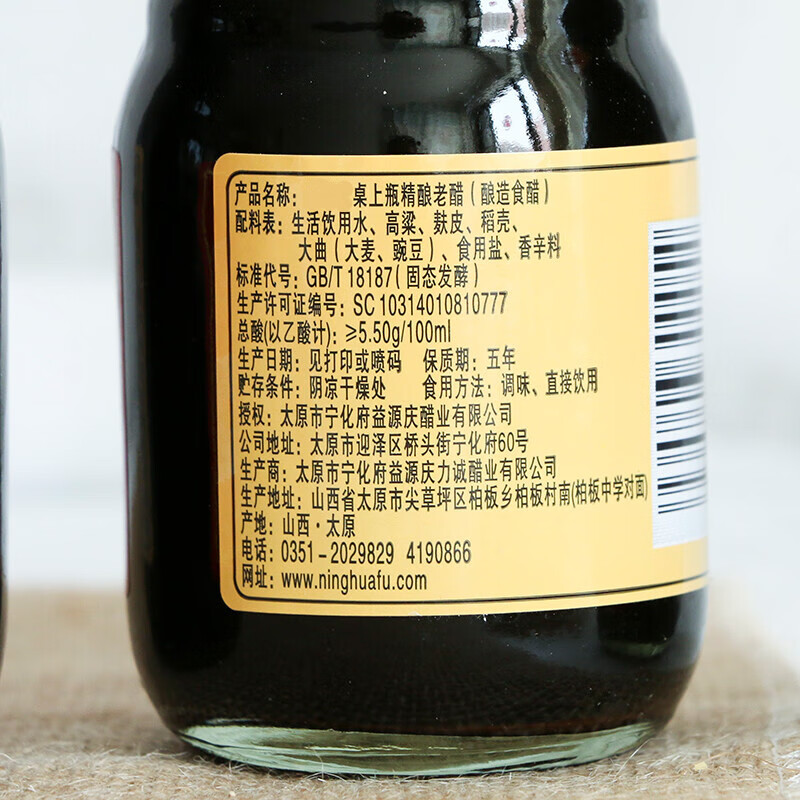 产品名称： 桌上瓶精酿老醋（酿造食醋）
配料表：生活饮用水、高粱、麸皮、稻壳、
大曲（大麦、豌豆）、食用盐、香辛料
标准代号：GB/T 18187（固态发酵）
生产许可证编号：SC 10314010810777
总酸(以乙酸计)：≥5.50g/100ml
生产日期：见打印或喷码 保质期：五年
贮存条件：阴凉干燥处 食用方法：调味、直接饮用
授权：太原市宁化府益源庆醋业有限公司
公司地址：太原市迎泽区桥头街宁化府60号
生产商：太原市宁化府益源庆力诚醋业有限公司
生产地址：山西省太原市尖草坪区柏板乡柏板村南(柏板中学对面)
产地：山西·太原
电话：0351-2029829 4190866
网址：www.ninghuafu.com